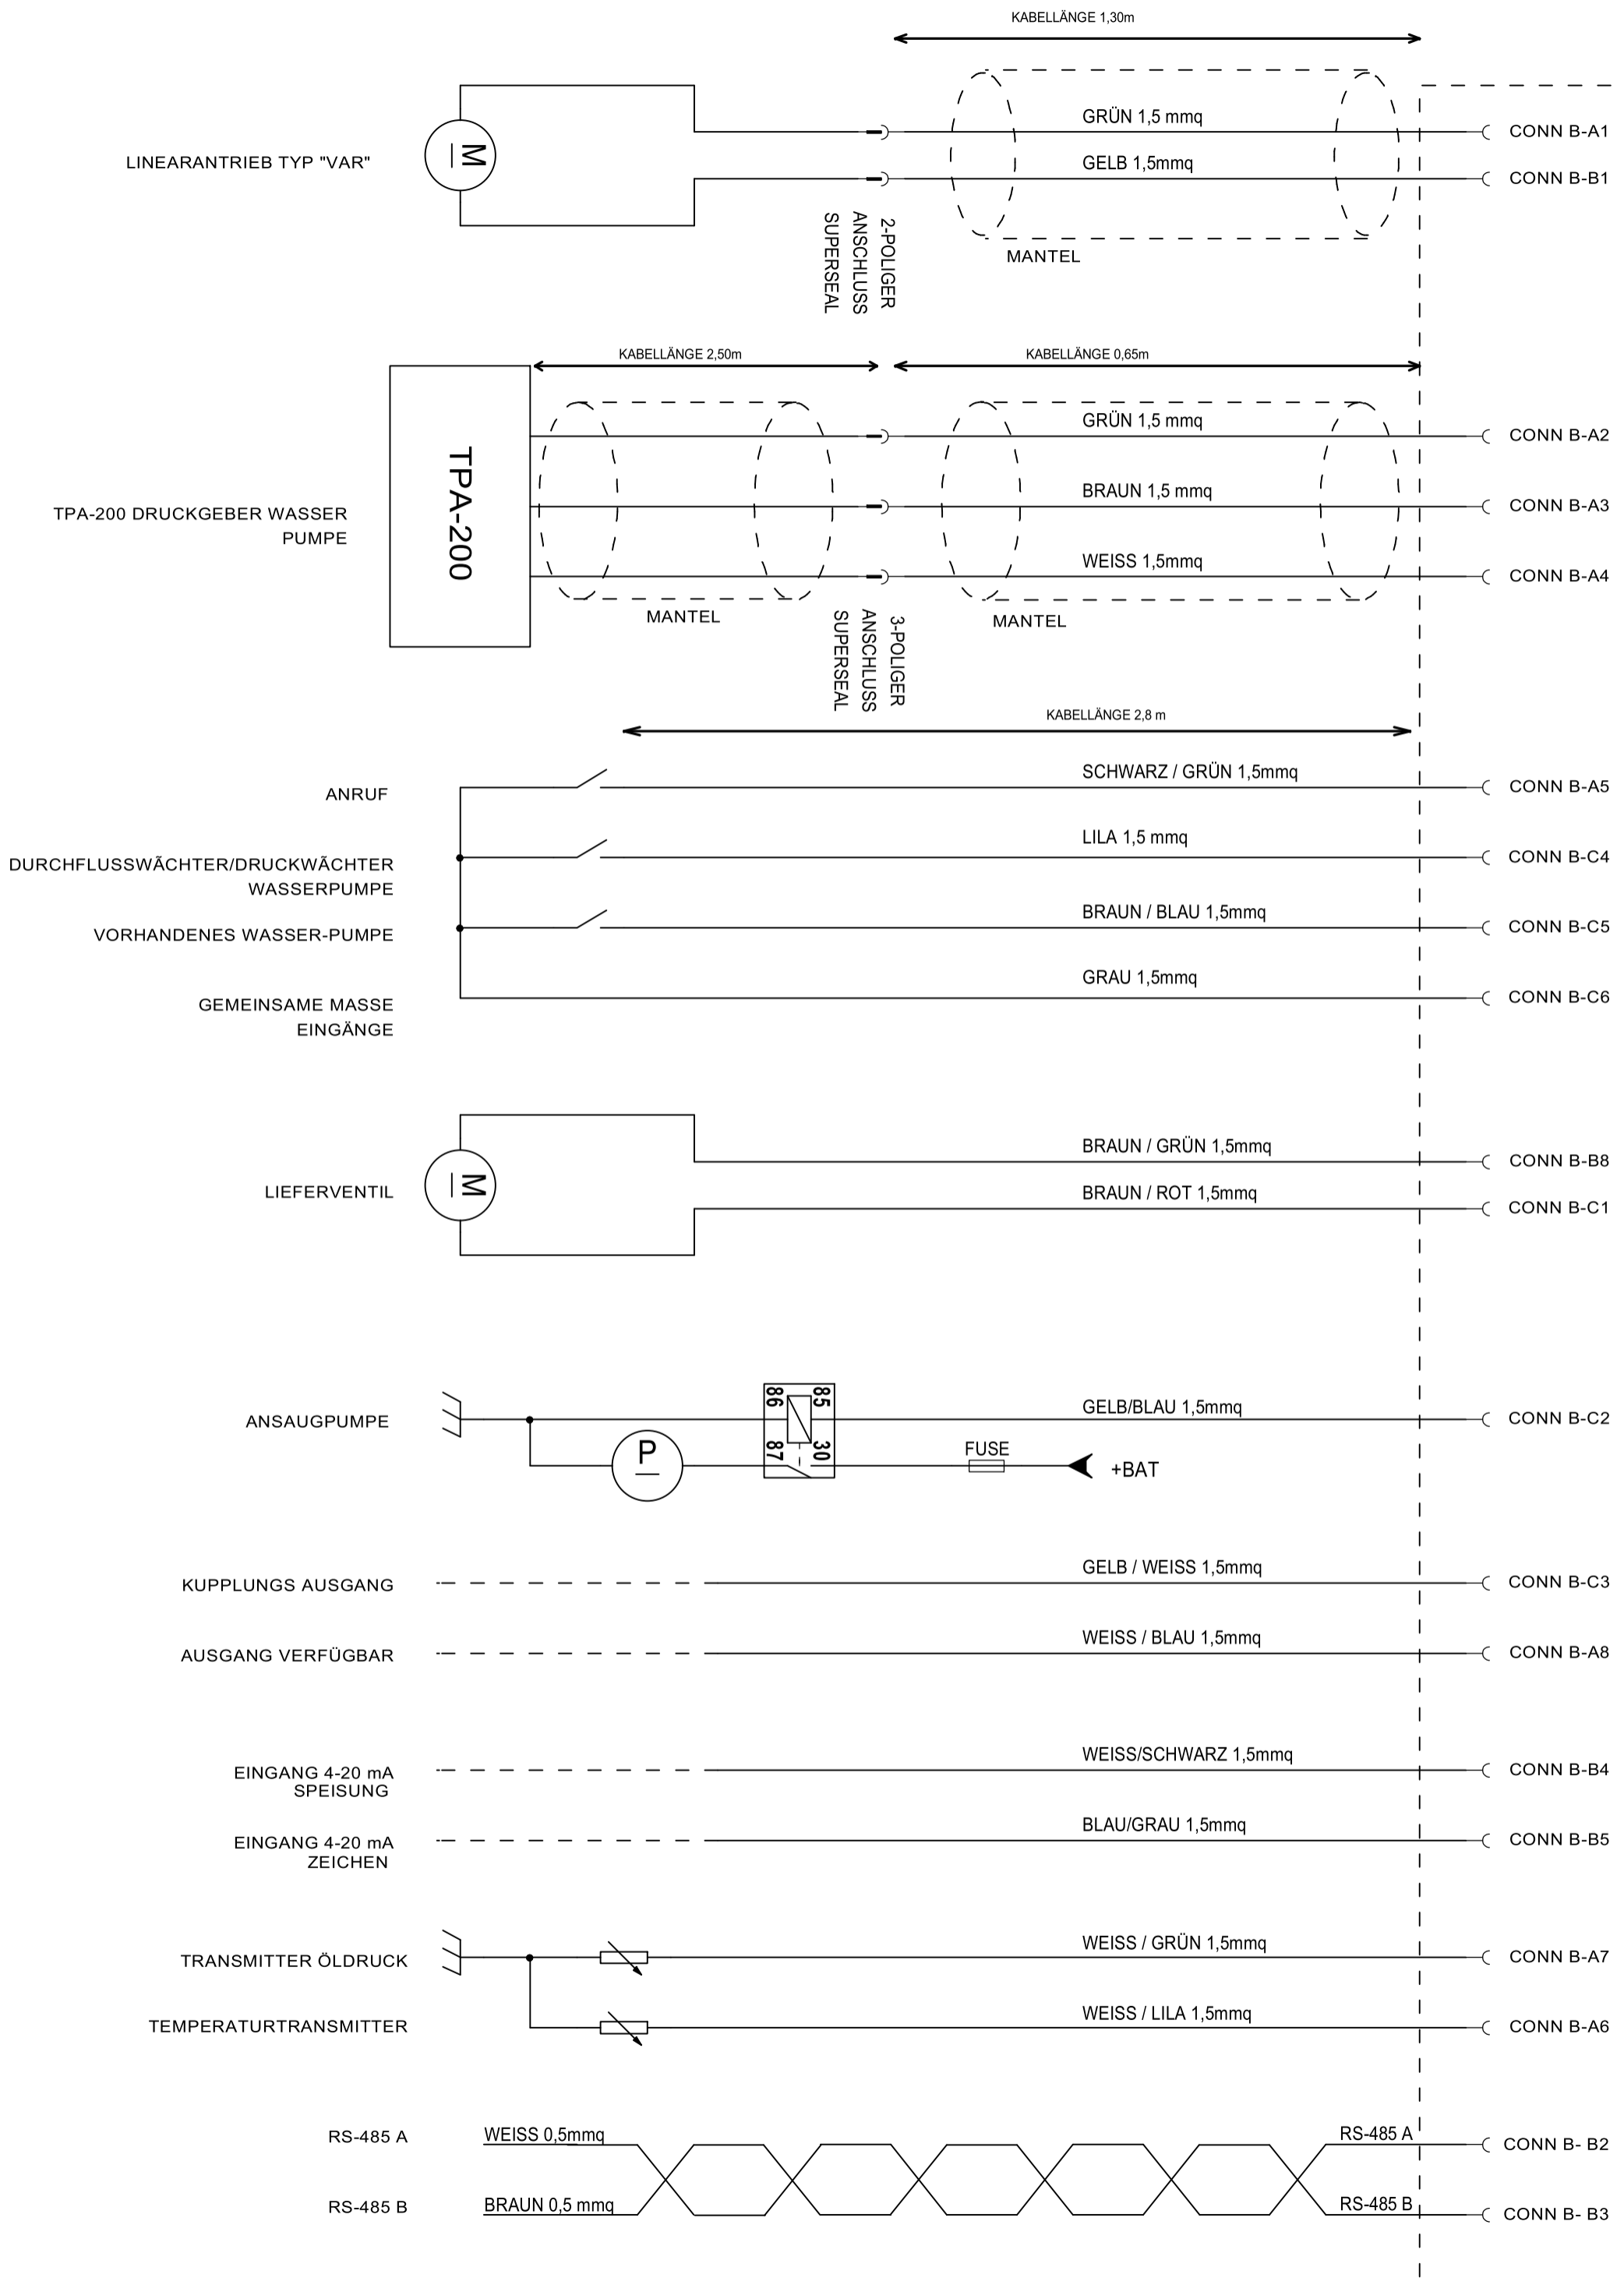 KABELLÄNGE 1,30m
GRÜN 1,5 mmq
CONN B-A1
LINEARANTRIEB TYP "VAR"
M
GELB 1,5mmq
CONN B-B1
2-POLIGER
ANSCHLUSS
SUPERSEAL
MANTEL
KABELLÄNGE 2,50m
KABELLÄNGE 0,65m
GRÜN 1,5 mmq
CONN B-A2
TPA-200
BRAUN 1,5 mmq
CONN B-A3
TPA-200 DRUCKGEBER WASSER
PUMPE
WEISS 1,5mmq
CONN B-A4
MANTEL
3-POLIGER
ANSCHLUSS
SUPERSEAL
MANTEL
KABELLÄNGE 2,8 m
ANRUF
SCHWARZ / GRÜN 1,5mmq
CONN B-A5
DURCHFLUSSWÃCHTER/DRUCKWÃCHTER
WASSERPUMPE
LILA 1,5 mmq
CONN B-C4
VORHANDENES WASSER-PUMPE
BRAUN / BLAU 1,5mmq
CONN B-C5
GEMEINSAME MASSE
EINGÄNGE
GRAU 1,5mmq
CONN B-C6
BRAUN / GRÜN 1,5mmq
CONN B-B8
LIEFERVENTIL
M
BRAUN / ROT 1,5mmq
CONN B-C1
ANSAUGPUMPE
86
85
87
30
GELB/BLAU 1,5mmq
CONN B-C2
P
FUSE
+BAT
KUPPLUNGS AUSGANG
GELB / WEISS 1,5mmq
CONN B-C3
AUSGANG VERFÜGBAR
WEISS / BLAU 1,5mmq
CONN B-A8
EINGANG 4-20 mA
SPEISUNG
WEISS/SCHWARZ 1,5mmq
CONN B-B4
EINGANG 4-20 mA
ZEICHEN
BLAU/GRAU 1,5mmq
CONN B-B5
TRANSMITTER ÖLDRUCK
WEISS / GRÜN 1,5mmq
CONN B-A7
TEMPERATURTRANSMITTER
WEISS / LILA 1,5mmq
CONN B-A6
RS-485 A
WEISS 0,5mmq
RS-485 A
CONN B- B2
RS-485 B
BRAUN 0,5 mmq
RS-485 B
CONN B- B3